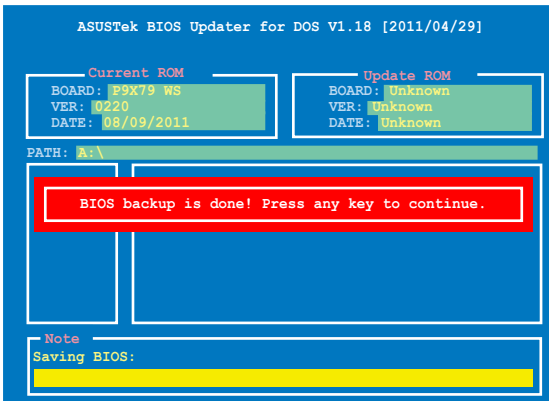 ASUSTek BIOS Updater for DOS V1.18 [2011/04/29]
Current ROM
BOARD: P9X79 WS
VER: 0220
DATE: 08/09/2011
Update ROM
BOARD: Unknown
VER: Unknown
DATE: Unknown
PATH: A:\
BIOS backup is done! Press any key to continue.
Note
Saving BIOS: